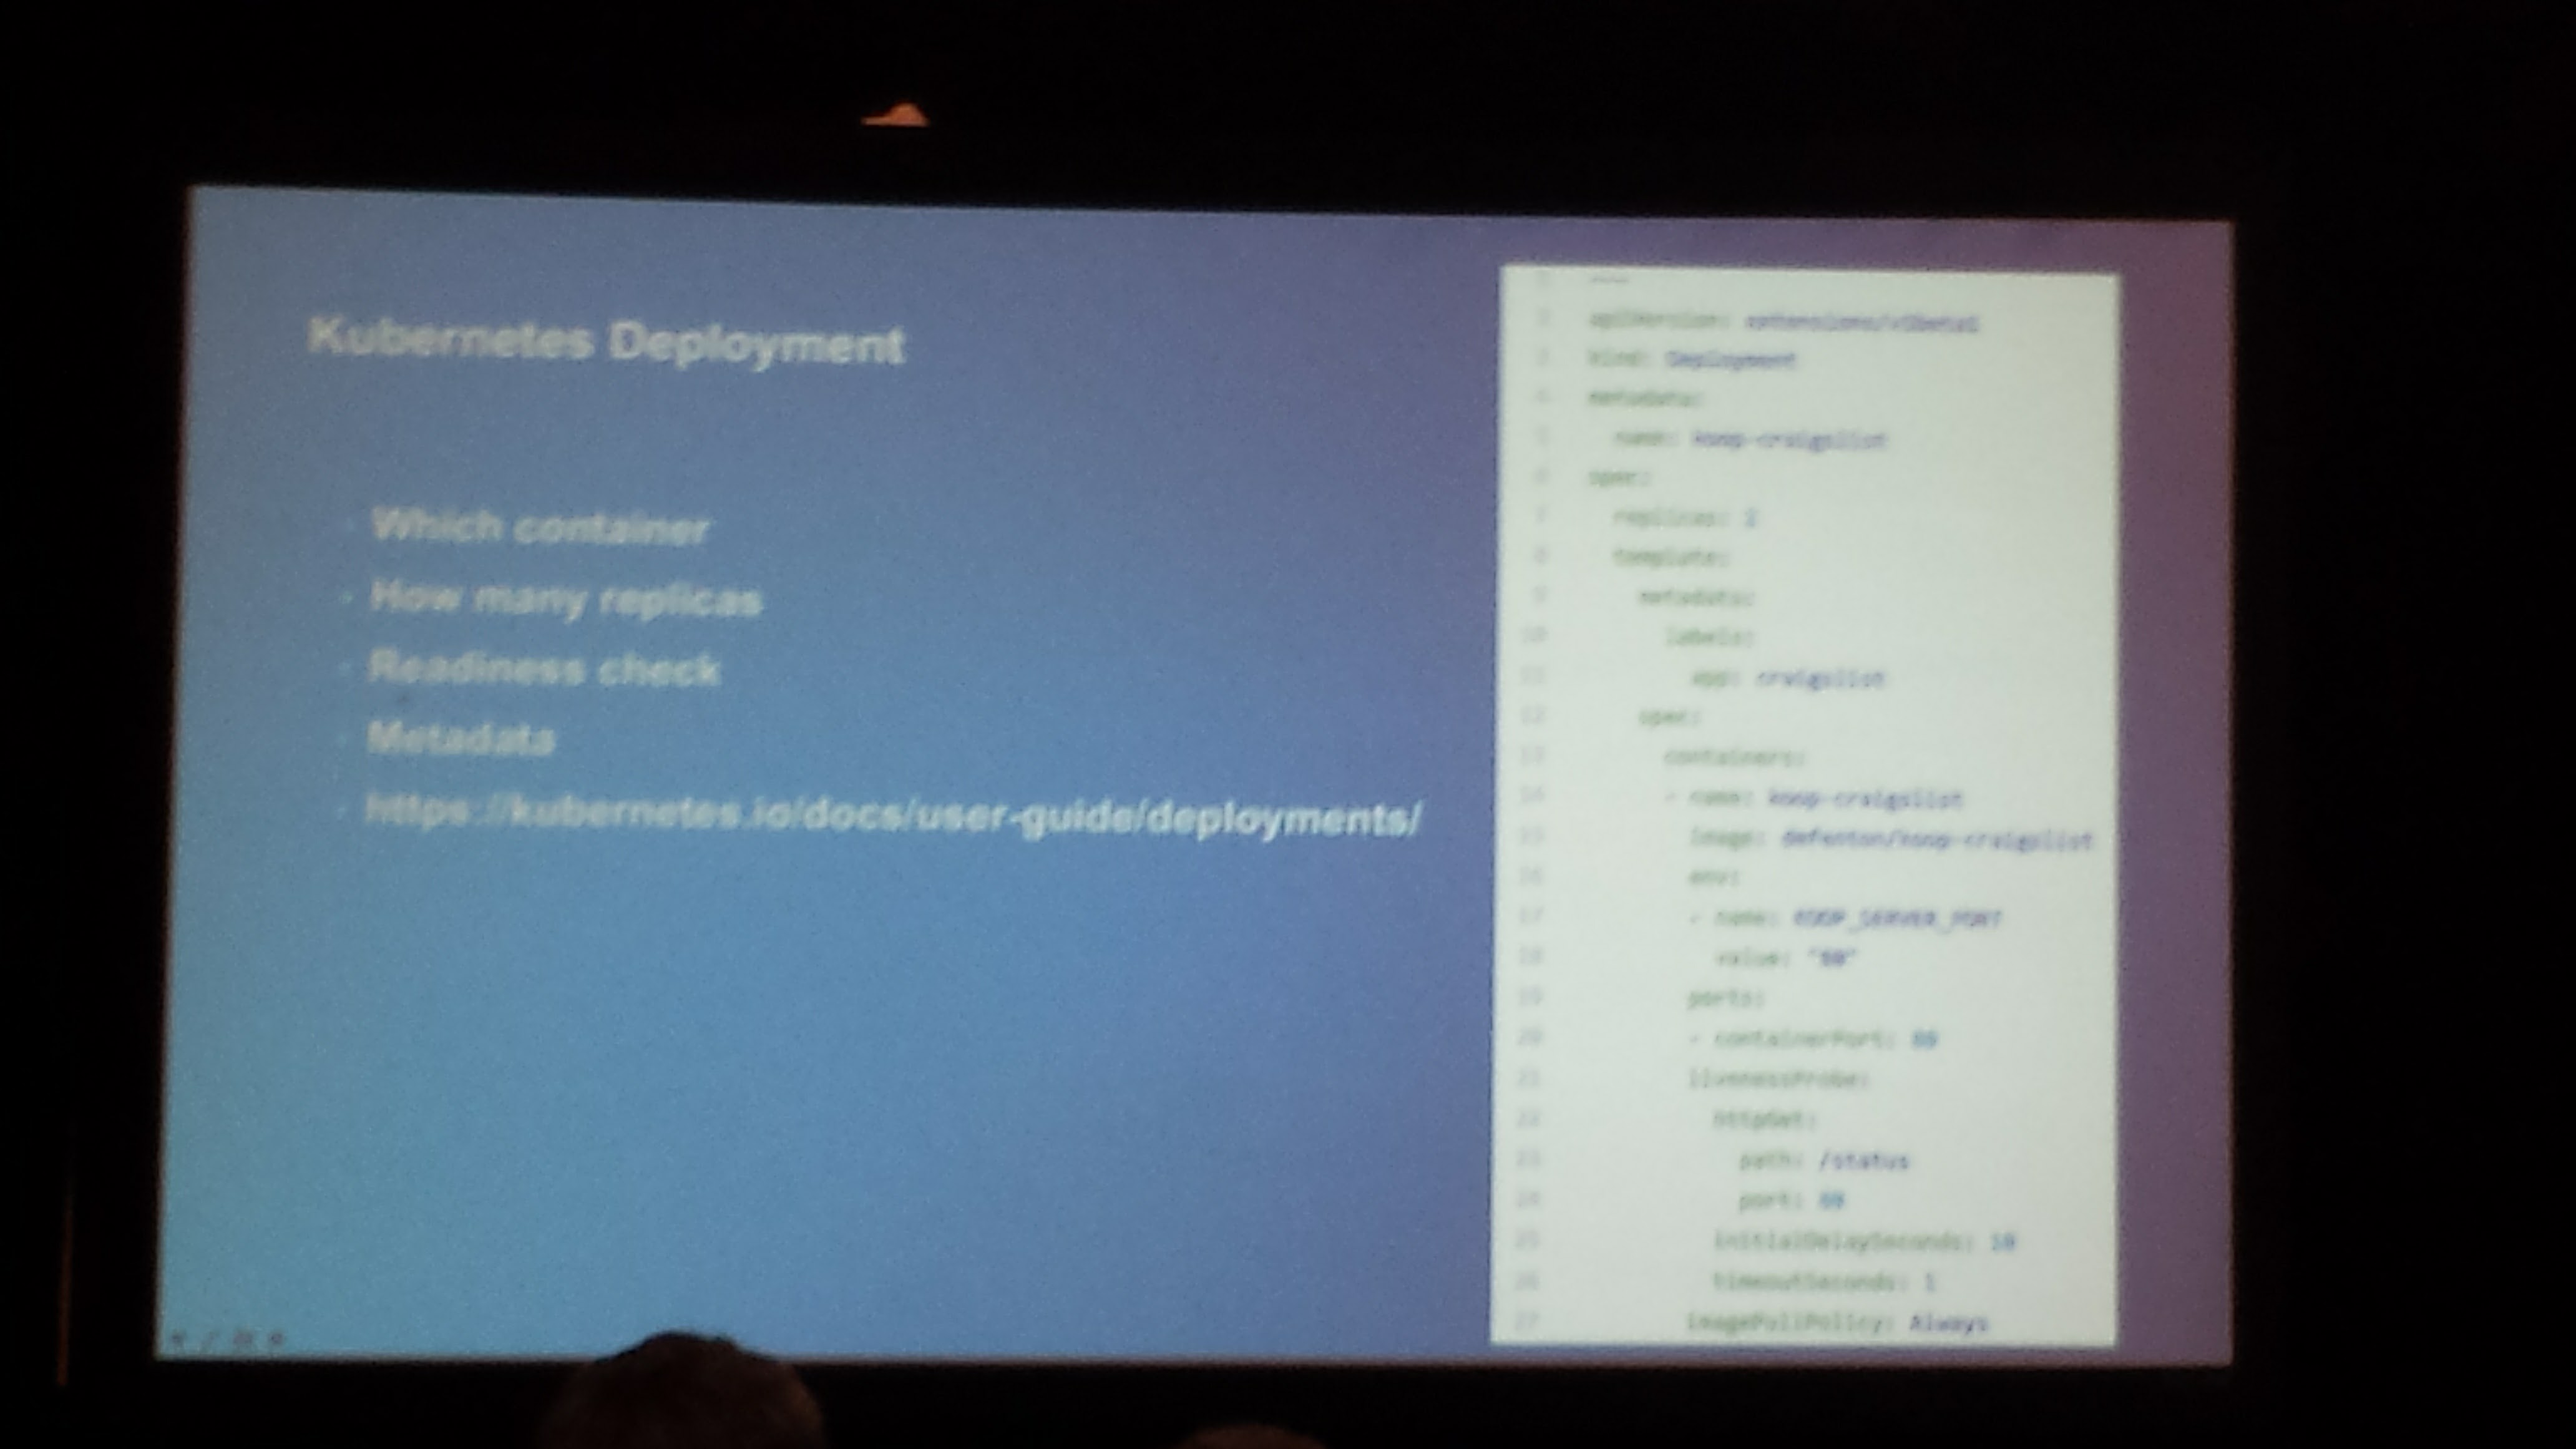 Kubernetes Deployment
Which container
How many replicas
Readiness check
Metadata
https://kubernetes.io/docs/user-guide/deployments/
1 ---
2 apiVersion: extensions/v1beta1
3 kind: Deployment
4 metadata:
5 name: koop-craigslist
6 spec:
7 replicas: 2
8 template:
9 metadata:
10 labels:
11 app: craigslist
12 spec:
13 containers:
14 - name: koop-craigslist
15 image: dmfenton/koop-craigslist
16 env:
17 - name: KOOP_SERVER_PORT
18 value: "80"
19 ports:
20 - containerPort: 80
21 livenessProbe:
22 httpGet:
23 path: /status
24 port: 80
25 initialDelaySeconds: 10
26 timeoutSeconds: 1
27 imagePullPolicy: Always